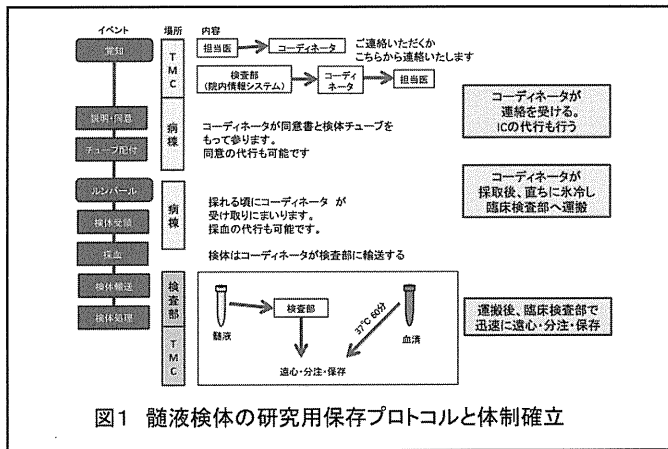 イベント
場所
内容
覚知
説明・同意
チューブ配付
ルンバール
検体受領
採血
検体輸送
検体処理
TMC
病棟
病棟
検査部
TMC
担当医
コーディネータ
ご連絡いただくか
こちらから連絡いたします
検査部
(院内情報システム)
コーディ
ネータ
担当医
コーディネータが同意書と検体チューブを
もって参ります。
同意の代行も可能です
採れる頃にコーディネータ が
受け取りにまいります。
採血の代行も可能です。
検体はコーディネータが検査部に輸送する
髄液
検査部
37℃ 60分
血清
遠心・分注・保存
コーディネータが
連絡を受ける。
ICの代行も行う
コーディネータが
採取後、直ちに氷冷し
臨床検査部へ運搬
運搬後、臨床検査部で
迅速に遠心・分注・保存
図1 髄液検体の研究用保存プロトコルと体制確立